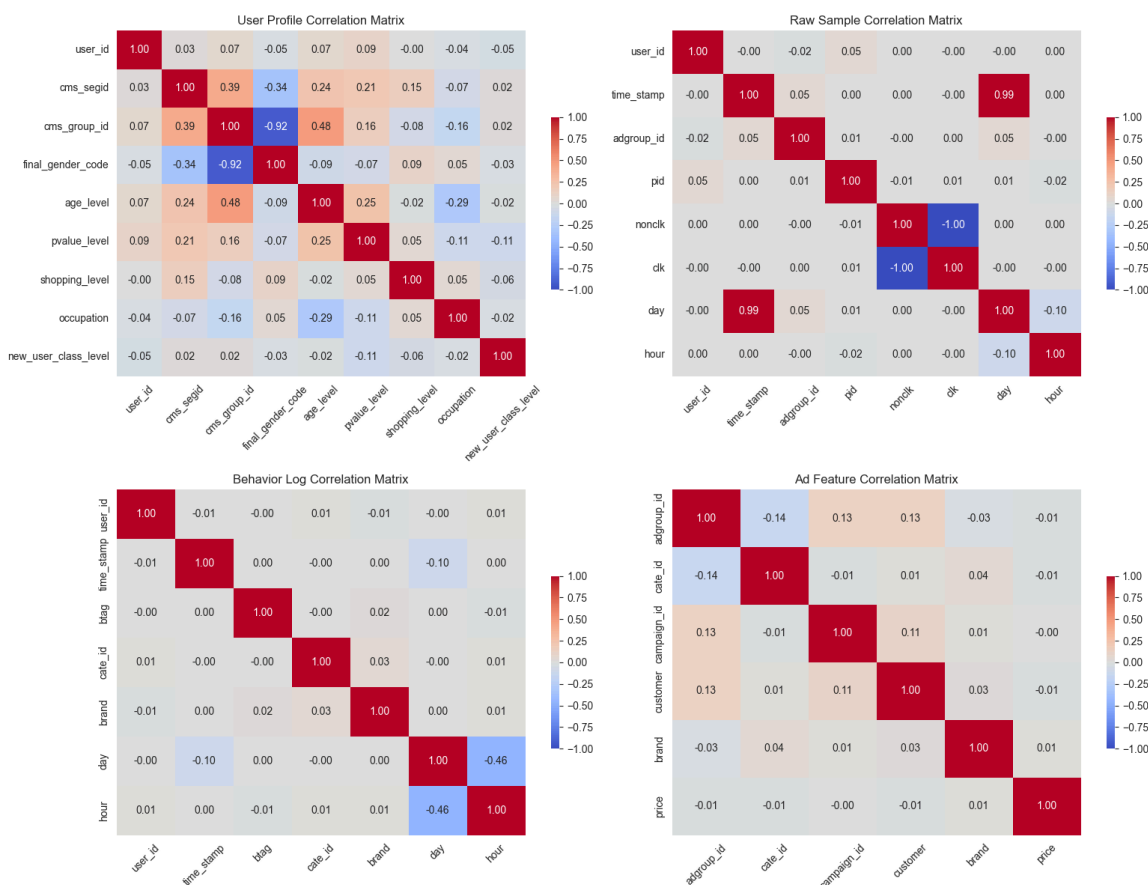 User Profile Correlation Matrix
user_id 1.00 0.03 0.07 -0.05 0.07 0.09 -0.00 -0.04 -0.05
cms_segid 0.03 1.00 0.39 -0.34 0.24 0.21 0.15 -0.07 0.02
cms_group_id 0.07 0.39 1.00 -0.92 0.48 0.16 -0.08 -0.16 0.02
final_gender_code -0.05 -0.34 -0.92 1.00 -0.09 -0.07 0.09 0.05 -0.03
age_level 0.07 0.24 0.48 -0.09 1.00 0.25 -0.02 -0.29 -0.02
pvalue_level 0.09 0.21 0.16 -0.07 0.25 1.00 0.05 -0.11 -0.11
shopping_level -0.00 0.15 -0.08 0.09 -0.02 0.05 1.00 0.05 -0.06
occupation -0.04 -0.07 -0.16 0.05 -0.29 -0.11 0.05 1.00 -0.02
new_user_class_level -0.05 0.02 0.02 -0.03 -0.02 -0.11 -0.06 -0.02 1.00
user_id cms_segid cms_group_id final_gender_code age_level pvalue_level shopping_level occupation new_user_class_level
1.00
0.75
0.50
0.25
0.00
−0.25
−0.50
−0.75
−1.00
Raw Sample Correlation Matrix
user_id 1.00 -0.00 -0.02 0.05 0.00 -0.00 -0.00 0.00
time_stamp -0.00 1.00 0.05 0.00 0.00 -0.00 0.99 0.00
adgroup_id -0.02 0.05 1.00 0.01 -0.00 0.00 0.05 -0.00
pid 0.05 0.00 0.01 1.00 -0.01 0.01 0.01 -0.02
nonclk 0.00 0.00 -0.00 -0.01 1.00 -1.00 0.00 0.00
clk -0.00 -0.00 0.00 0.01 -1.00 1.00 -0.00 -0.00
day -0.00 0.99 0.05 0.01 0.00 -0.00 1.00 -0.10
hour 0.00 0.00 -0.00 -0.02 0.00 -0.00 -0.10 1.00
user_id time_stamp adgroup_id pid nonclk clk day hour
1.00
0.75
0.50
0.25
0.00
−0.25
−0.50
−0.75
−1.00
Behavior Log Correlation Matrix
user_id 1.00 -0.01 -0.00 0.01 -0.01 -0.00 0.01
time_stamp -0.01 1.00 0.00 -0.00 0.00 -0.10 0.00
btag -0.00 0.00 1.00 -0.00 0.02 0.00 -0.01
cate_id 0.01 -0.00 -0.00 1.00 0.03 -0.00 0.01
brand -0.01 0.00 0.02 0.03 1.00 0.00 0.01
day -0.00 -0.10 0.00 -0.00 0.00 1.00 -0.46
hour 0.01 0.00 -0.01 0.01 0.01 -0.46 1.00
user_id time_stamp btag cate_id brand day hour
1.00
0.75
0.50
0.25
0.00
−0.25
−0.50
−0.75
−1.00
Ad Feature Correlation Matrix
adgroup_id 1.00 -0.14 0.13 0.13 -0.03 -0.01
cate_id -0.14 1.00 -0.01 0.01 0.04 -0.01
campaign_id 0.13 -0.01 1.00 0.11 0.01 -0.00
customer 0.13 0.01 0.11 1.00 0.03 -0.01
brand -0.03 0.04 0.01 0.03 1.00 0.01
price -0.01 -0.01 -0.00 -0.01 0.01 1.00
adgroup_id cate_id campaign_id customer brand price
1.00
0.75
0.50
0.25
0.00
−0.25
−0.50
−0.75
−1.00